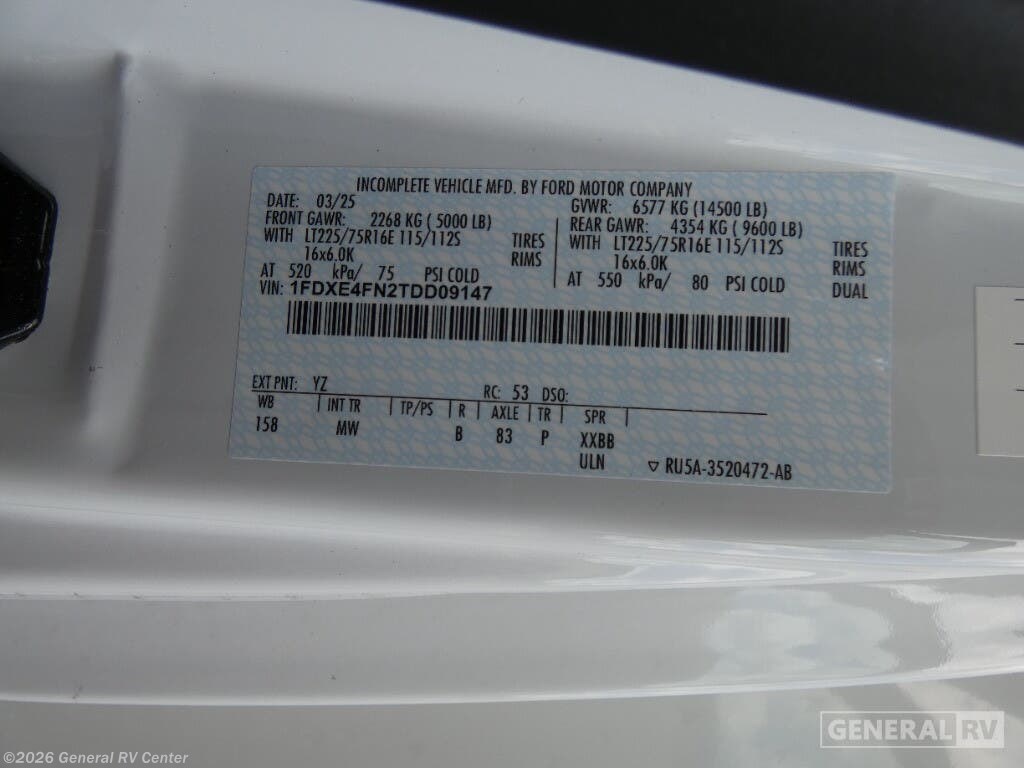 INCOMPLETE VEHICLE MFD. BY FORD MOTOR COMPANY
DATE: 03/25 GVWR: 6577 KG (14500 LB)
FRONT GAWR: 2268 KG ( 5000 LB) REAR GAWR: 4354 KG ( 9600 LB)
WITH LT225/75R16E 115/112S TIRES WITH LT225/75R16E 115/112S TIRES
16x6.0K RIMS 16x6.0K RIMS
AT 520 kPa/ 75 PSI COLD AT 550 kPa/ 80 PSI COLD DUAL
VIN: 1FDXE4FN2TDD09147
EXT PNT: YZ RC: 53 DSO:
WB INT TR TP/PS R AXLE TR SPR
158 MW B 83 P XXBB
ULN RU5A-3520472-AB
GENERAL RV
©2026 General RV Center